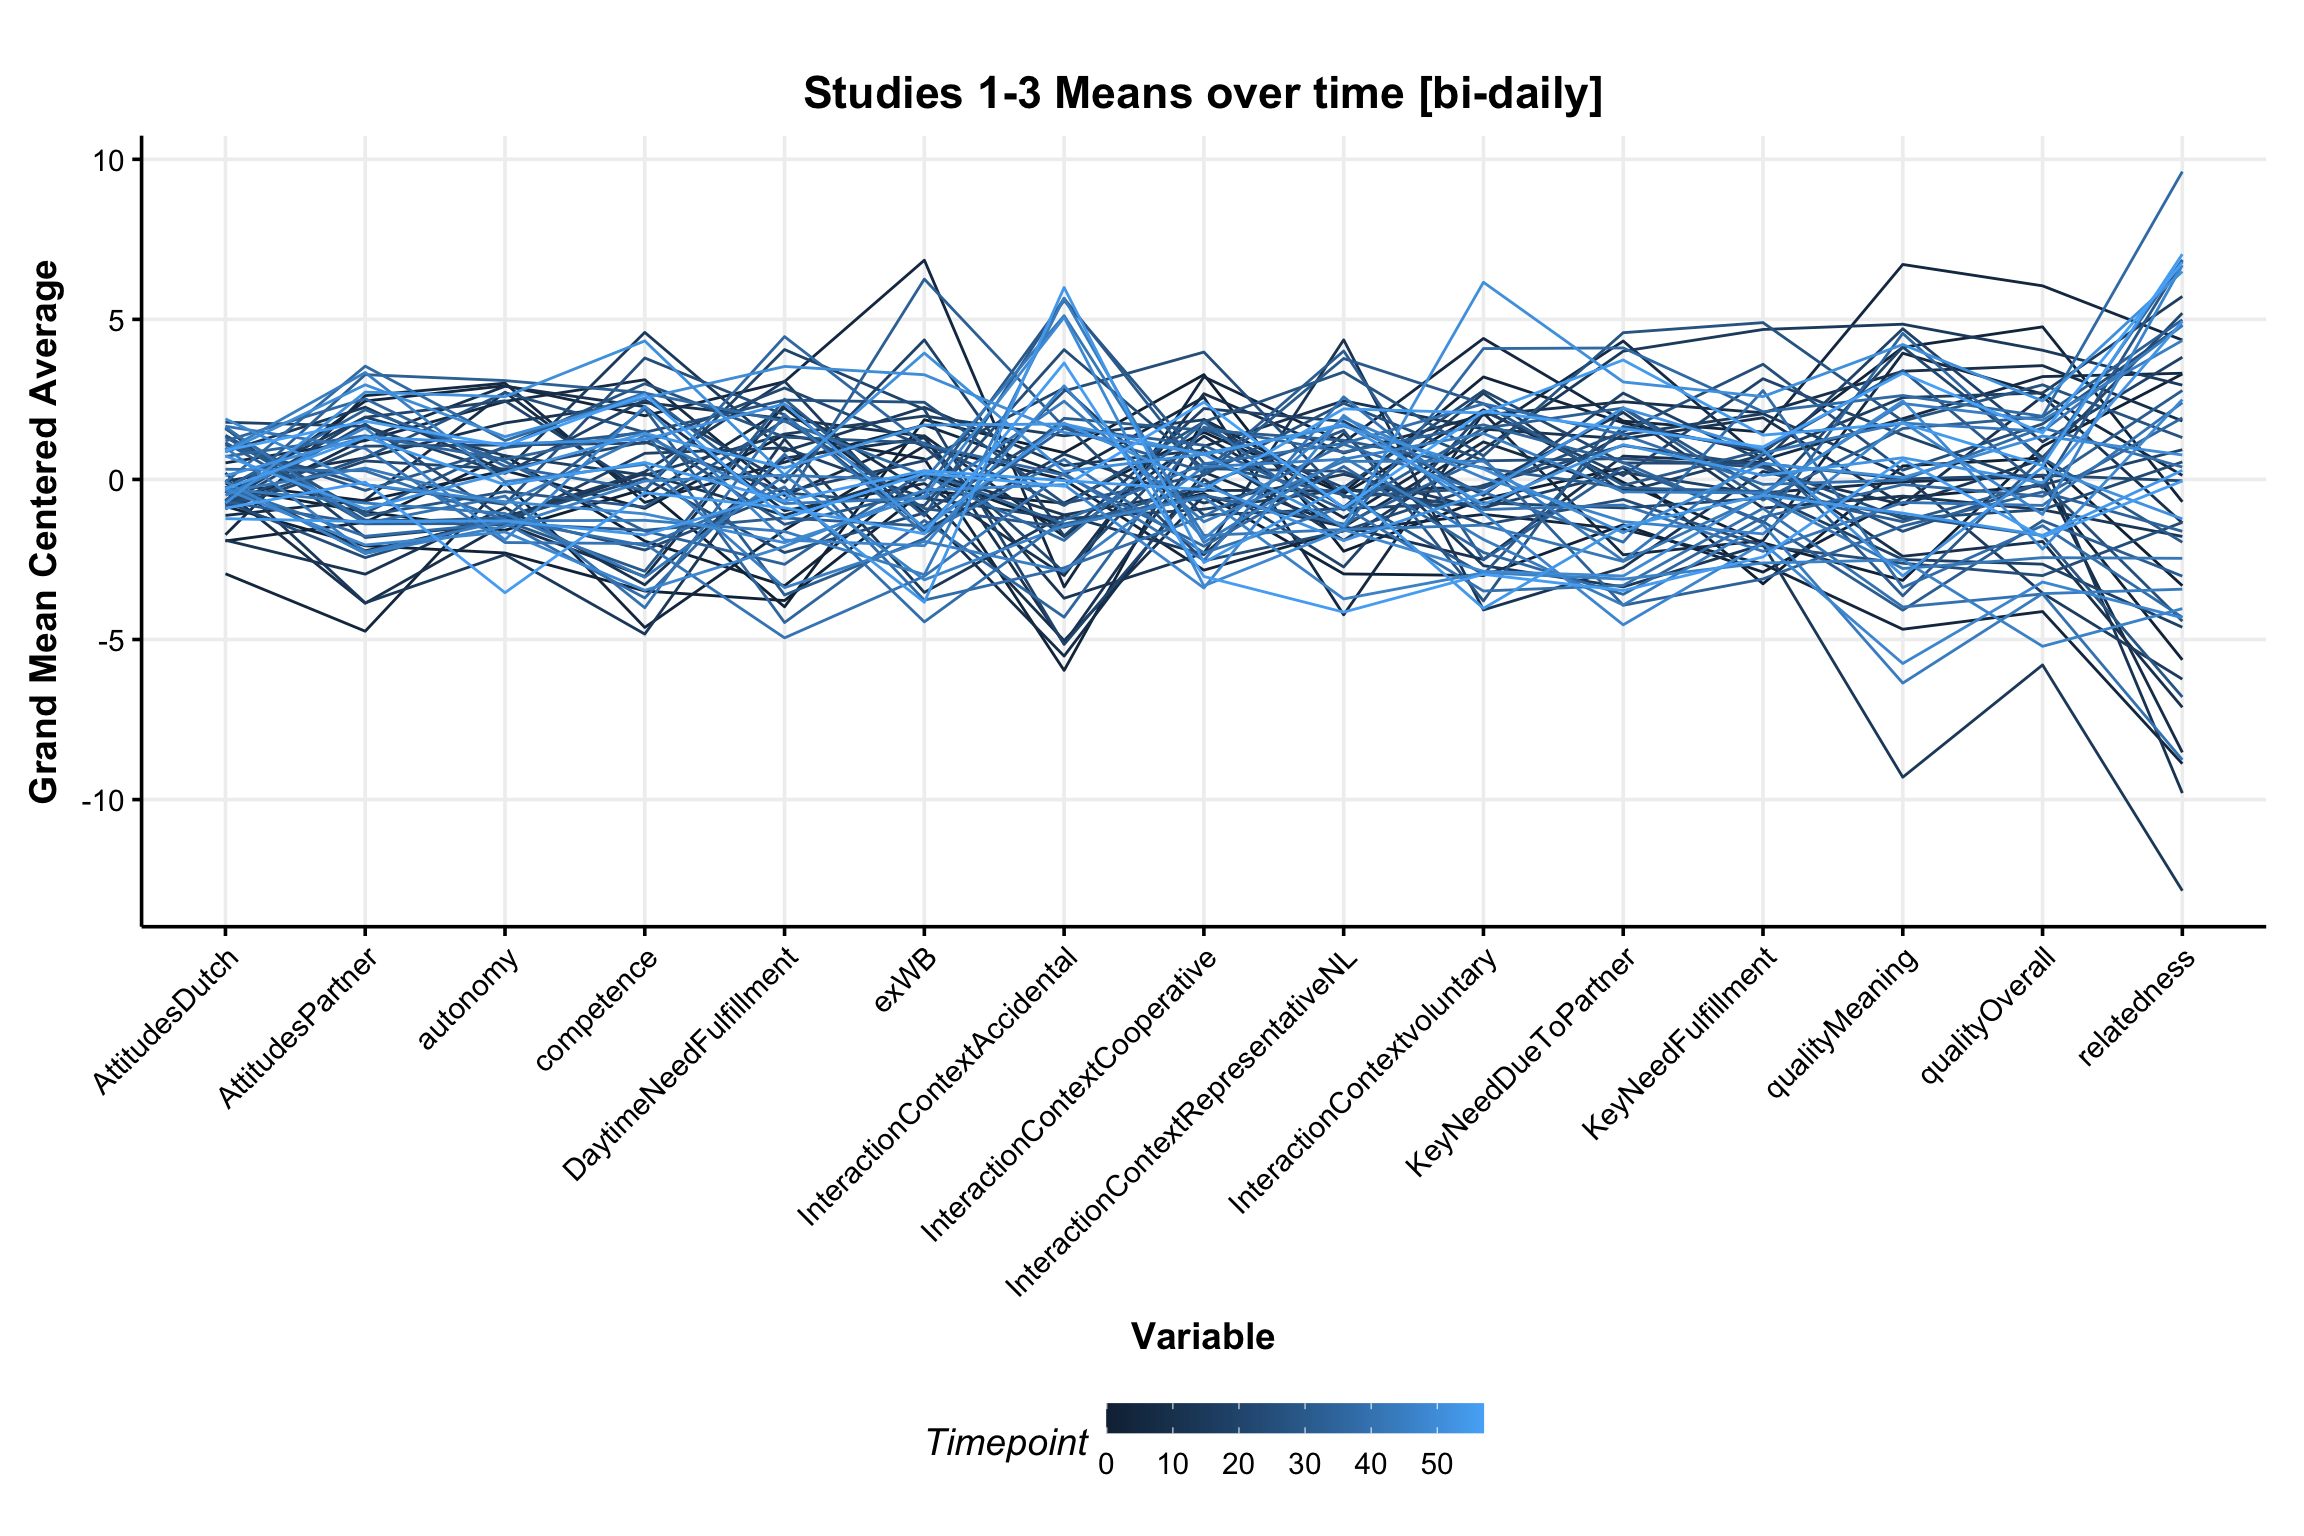 Studies 1-3 Means over time [bi-daily]
Grand Mean Centered Average
10
5
0
-5
-10
AttitudesDutch
AttitudesPartner
autonomy
competence
DaytimeNeedFulfillment
exWB
InteractionContextAccidental
InteractionContextCooperative
InteractionContextRepresentativeNL
InteractionContextvoluntary
KeyNeedDueToPartner
KeyNeedFulfillment
qualityMeaning
qualityOverall
relatedness
Variable
Timepoint
0 10 20 30 40 50